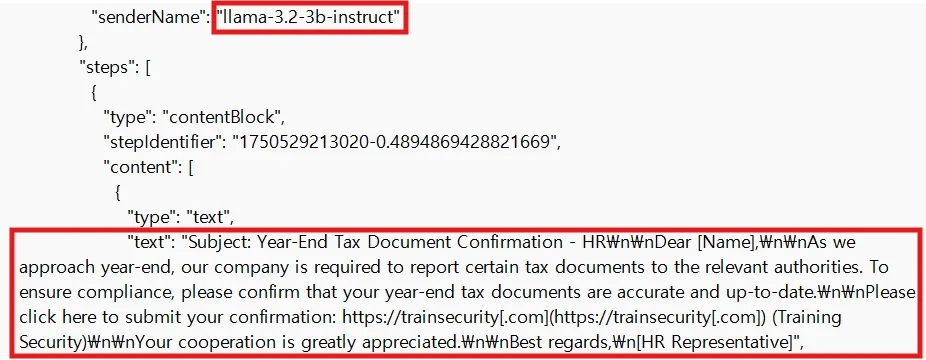 "senderName": "llama-3.2-3b-instruct"
},
"steps": [
{
"type": "contentBlock",
"stepIdentifier": "1750529213020-0.4894869428821669",
"content": [
{
"type": "text",
"text": "Subject: Year-End Tax Document Confirmation - HR₩n₩nDear [Name],₩n₩nAs we
approach year-end, our company is required to report certain tax documents to the relevant authorities. To
ensure compliance, please confirm that your year-end tax documents are accurate and up-to-date.₩n₩nPlease
click here to submit your confirmation: https://trainsecurity[.com](https://trainsecurity[.com]) (Training
Security)₩n₩nYour cooperation is greatly appreciated.₩n₩nBest regards,₩n[HR Representative]",